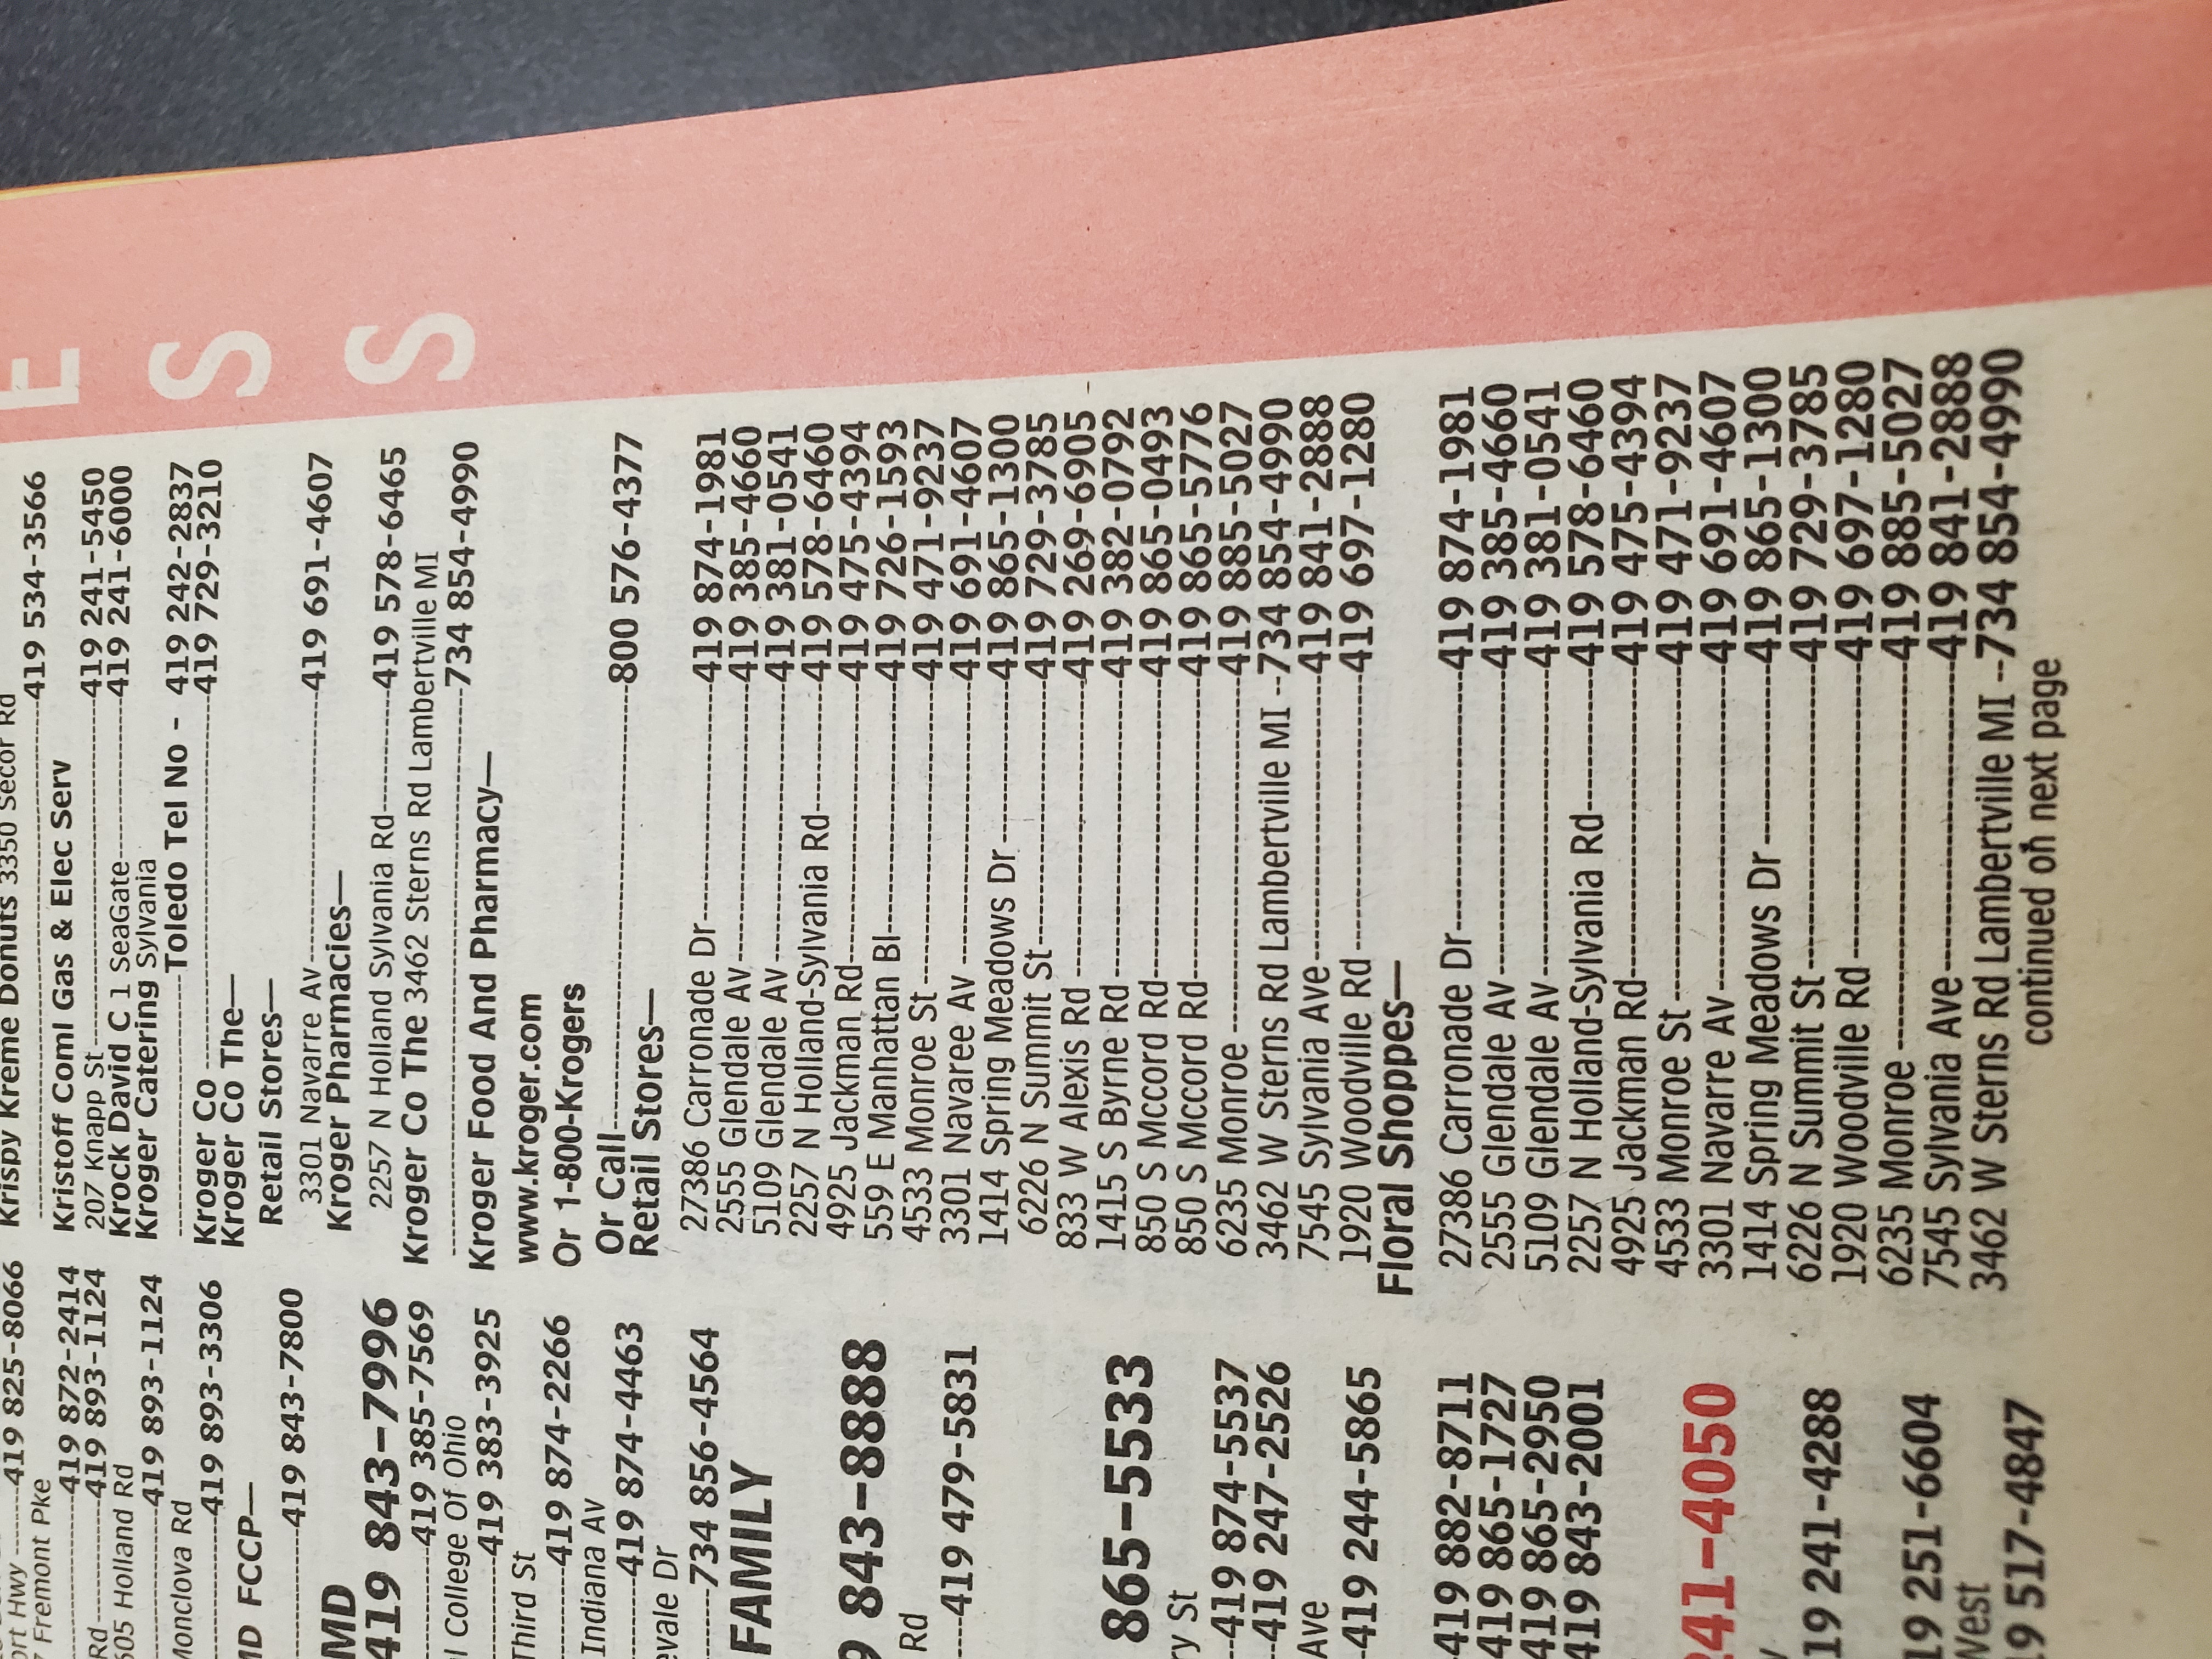 E
S
S
ort Hwy ------419 825-8066
7 Fremont Pke
------419 872-2414
Rd------419 893-1124
605 Holland Rd
------419 893-1124
Monclova Rd
------419 893-3306
MD FCCP—
------419 843-7800
MD
419 843-7996
------419 385-7569
l College Of Ohio
------419 383-3925
Third St
------419 874-2266
Indiana Av
------419 874-4463
evale Dr
------734 856-4564
FAMILY
9 843-8888
Rd
------419 479-5831
865-5533
ry St
---419 874-5537
---419 247-2526
Ave
--419 244-5865
-419 882-8711
-419 865-1727
419 865-2950
419 843-2001
241-4050
19 241-4288
19 251-6604
West
19 517-4847
Krispy Kreme Donuts 3350 Secor Rd
------419 534-3566
Kristoff Coml Gas & Elec Serv
207 Knapp St------419 241-5450
Krock David C 1 SeaGate------419 241-6000
Kroger Catering Sylvania
------Toledo Tel No - 419 242-2837
Kroger Co ------419 729-3210
Kroger Co The—
Retail Stores—
3301 Navarre Av------419 691-4607
Kroger Pharmacies—
2257 N Holland Sylvania Rd------419 578-6465
Kroger Co The 3462 Sterns Rd Lambertville MI
------734 854-4990
Kroger Food And Pharmacy—
www.kroger.com
Or 1-800-Krogers
Or Call------800 576-4377
Retail Stores—
27386 Carronade Dr------419 874-1981
2555 Glendale Av------419 385-4660
5109 Glendale Av------419 381-0541
2257 N Holland-Sylvania Rd------419 578-6460
4925 Jackman Rd------419 475-4394
559 E Manhattan Bl------419 726-1593
4533 Monroe St------419 471-9237
3301 Navaree Av ------419 691-4607
1414 Spring Meadows Dr------419 865-1300
6226 N Summit St------419 729-3785
833 W Alexis Rd ------419 269-6905
1415 S Byrne Rd------419 382-0792
850 S Mccord Rd------419 865-0493
850 S Mccord Rd------419 865-5776
6235 Monroe ------419 885-5027
3462 W Sterns Rd Lambertville MI --734 854-4990
7545 Sylvania Ave------419 841-2888
1920 Woodville Rd------419 697-1280
Floral Shoppes—
27386 Carronade Dr------419 874-1981
2555 Glendale Av------419 385-4660
5109 Glendale Av------419 381-0541
2257 N Holland-Sylvania Rd------419 578-6460
4925 Jackman Rd------419 475-4394
4533 Monroe St------419 471-9237
3301 Navarre Av------419 691-4607
1414 Spring Meadows Dr------419 865-1300
6226 N Summit St------419 729-3785
1920 Woodville Rd------419 697-1280
6235 Monroe ------419 885-5027
7545 Sylvania Ave------419 841-2888
3462 W Sterns Rd Lambertville MI --734 854-4990
continued on next page